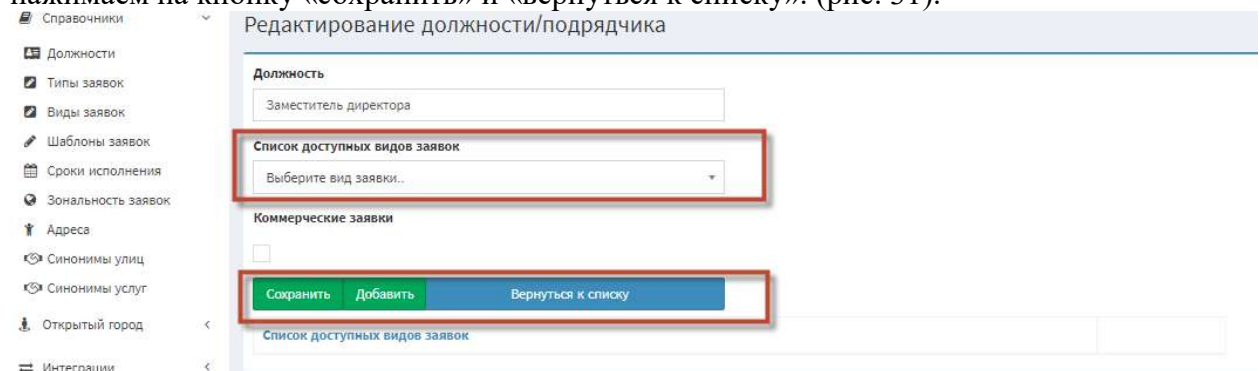 нажимаем на кнопку «сохранить» и «вернуться к списку». (рис. 31).
Справочники
Должности
Типы заявок
Виды заявок
Шаблоны заявок
Сроки исполнения
Зональность заявок
Адреса
Синонимы улиц
Синонимы услуг
Открытый город
Интеграции
Редактирование должности/подрядчика
Должность
Заместитель директора
Список доступных видов заявок
Выберите вид заявки..
Коммерческие заявки
Сохранить Добавить Вернуться к списку
Список доступных видов заявок